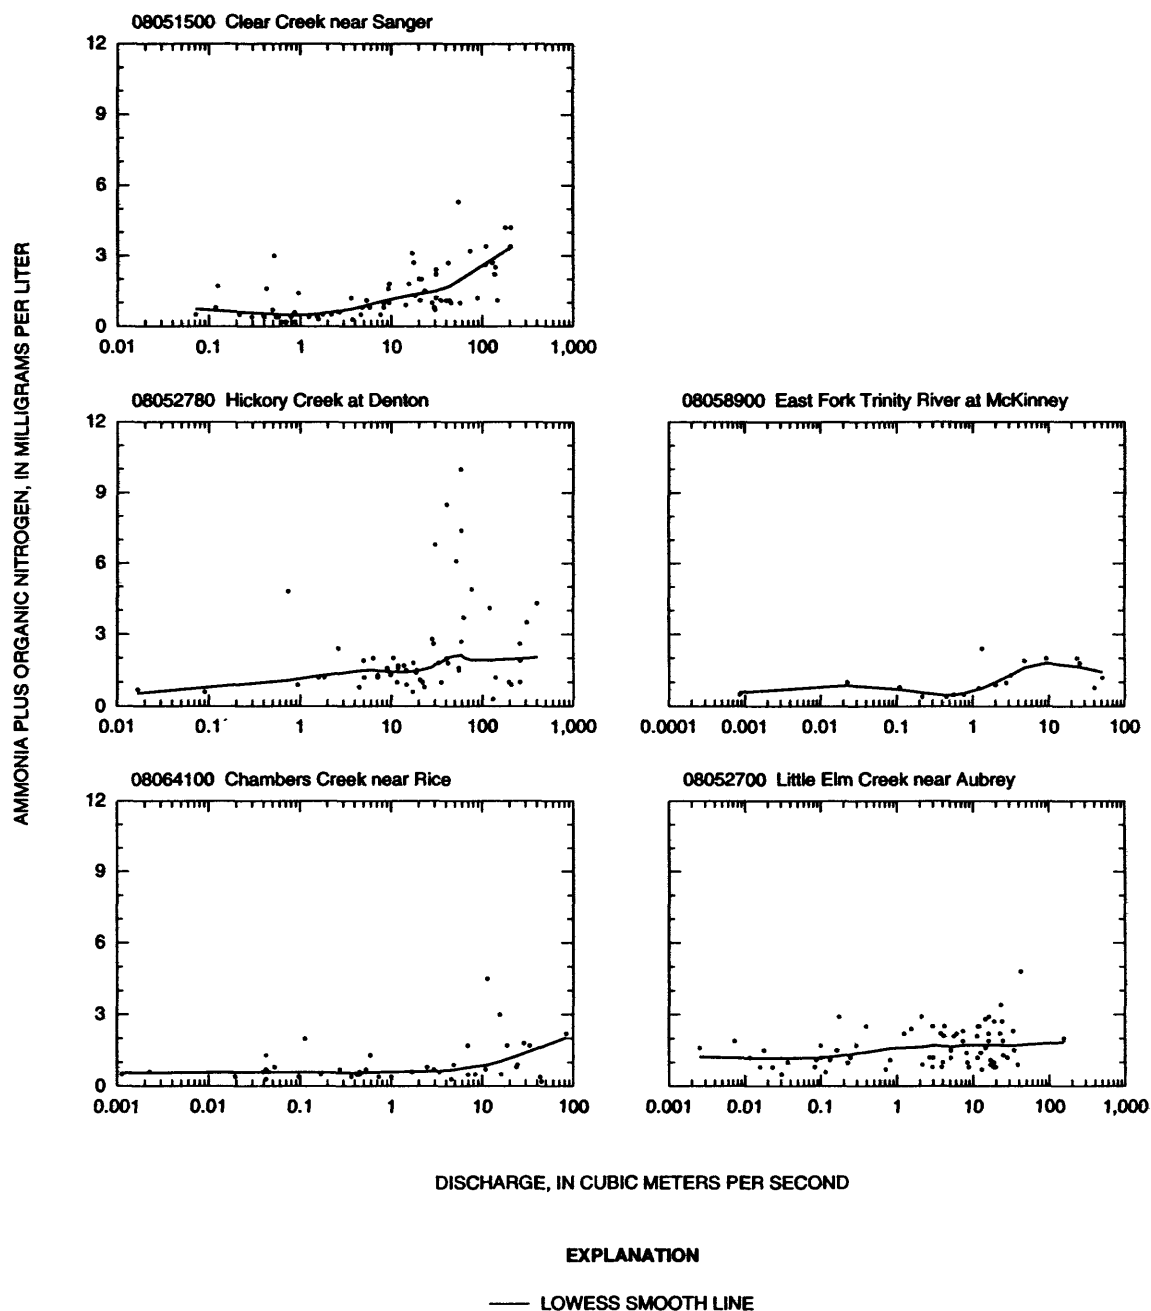 08051500 Clear Creek near Sanger
12
9
6
3
0
0.01 0.1 1 10 100 1,000
AMMONIA PLUS ORGANIC NITROGEN, IN MILLIGRAMS PER LITER
08052780 Hickory Creek at Denton
12
9
6
3
0
0.01 0.1 1 10 100 1,000
08058900 East Fork Trinity River at McKinney
0.0001 0.001 0.01 0.1 1 10 100
08064100 Chambers Creek near Rice
12
9
6
3
0
0.001 0.01 0.1 1 10 100
08052700 Little Elm Creek near Aubrey
0.001 0.01 0.1 1 10 100 1,000
DISCHARGE, IN CUBIC METERS PER SECOND
EXPLANATION
LOWESS SMOOTH LINE